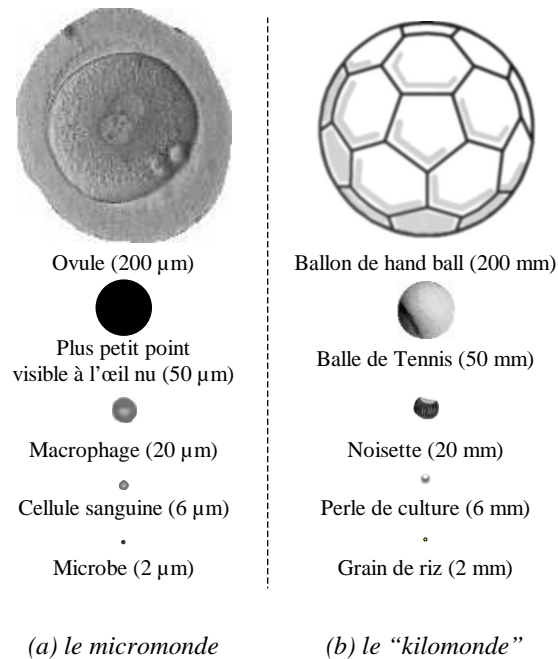 Ovule (200 µm)
Plus petit point
visible à l’œil nu (50 µm)
Macrophage (20 µm)
Cellule sanguine (6 µm)
Microbe (2 µm)
(a) le micromonde
Ballon de hand ball (200 mm)
Balle de Tennis (50 mm)
Noisette (20 mm)
Perle de culture (6 mm)
Grain de riz (2 mm)
(b) le “kilomonde”